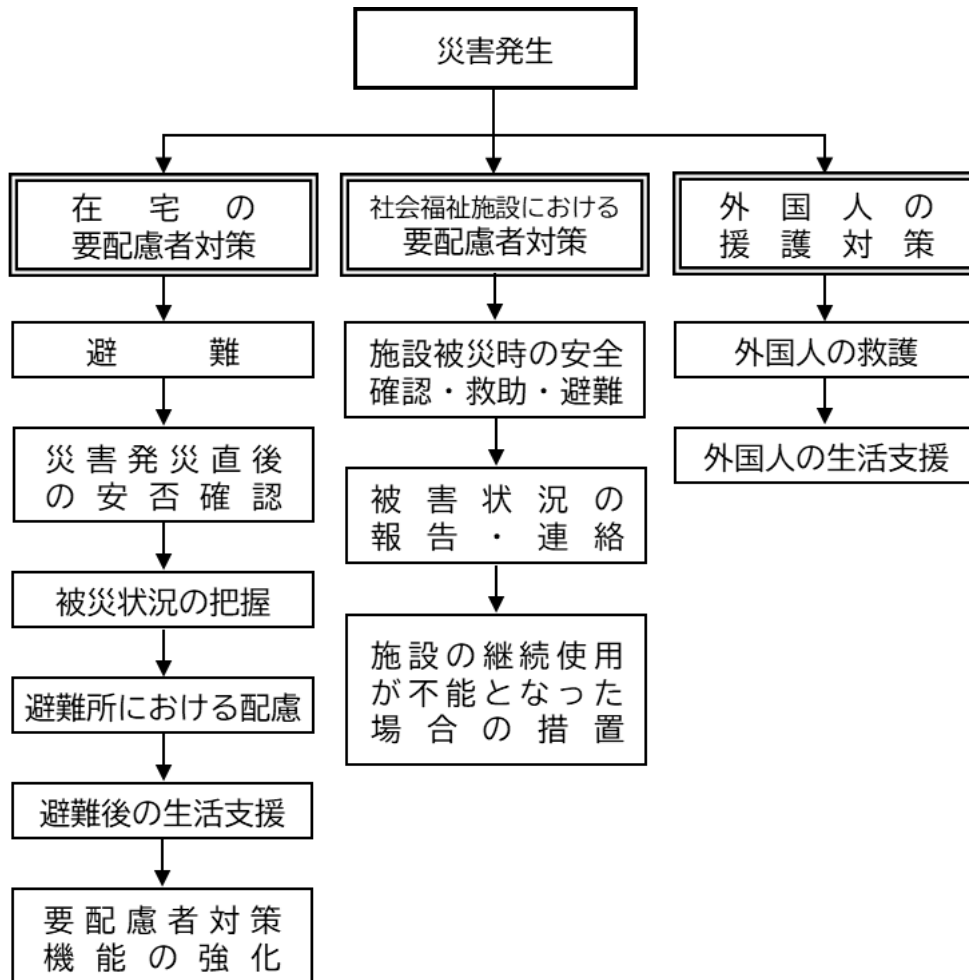 災害発生
在宅の
要配慮者対策
避難
災害発災直後
の安否確認
被災状況の把握
避難所における配慮
避難後の生活支援
要配慮者対策
機能の強化
社会福祉施設における
要配慮者対策
施設被災時の安全
確認・救助・避難
被害状況の
報告・連絡
施設の継続使用
が不能となった
場合の措置
外国人の
援護対策
外国人の救護
外国人の生活支援